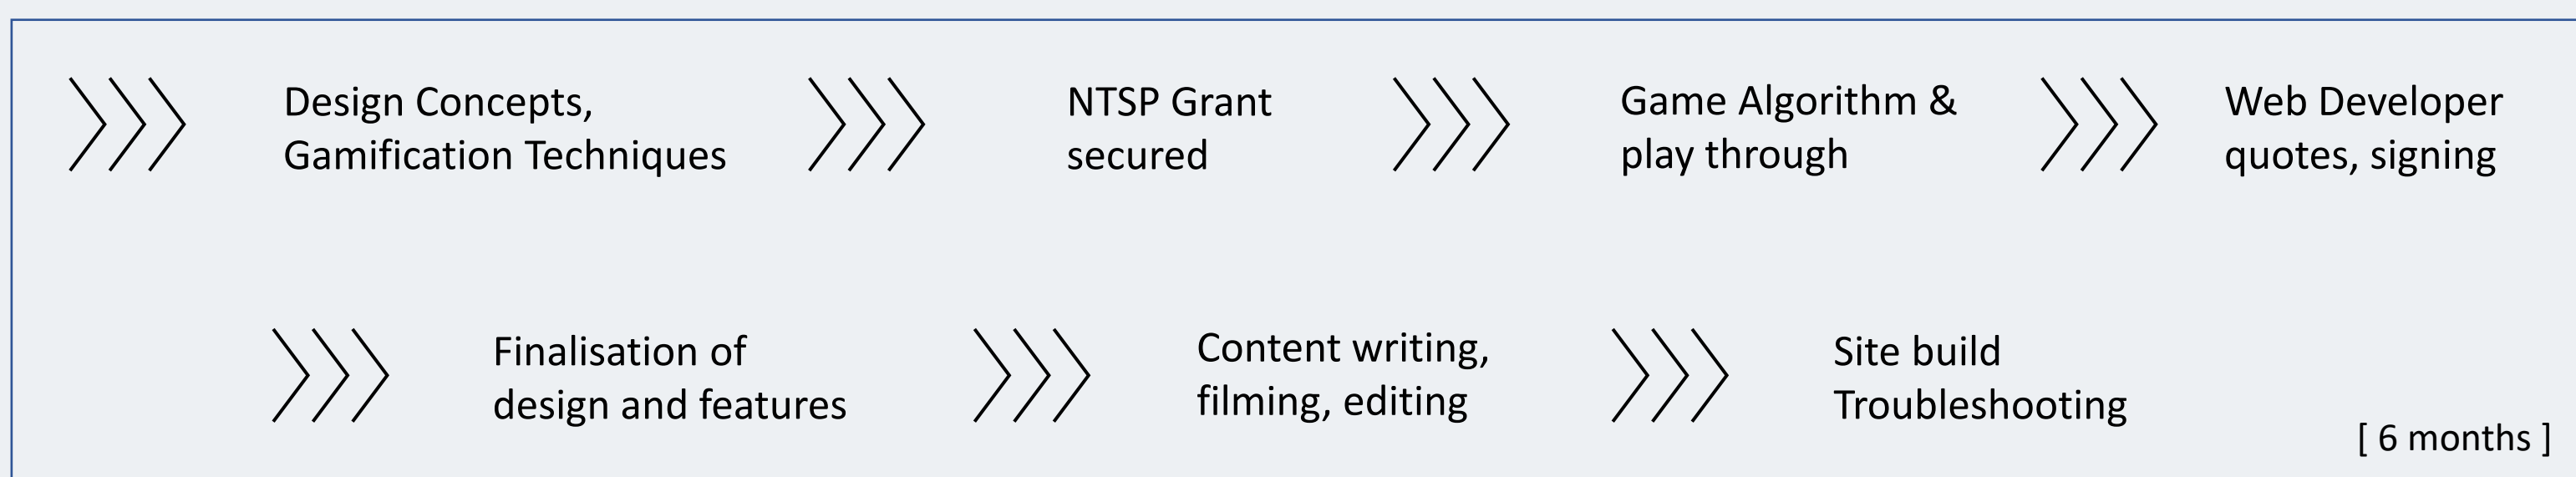 Design Concepts,
Gamification Techniques
NTSP Grant
secured
Game Algorithm &
play through
Web Developer
quotes, signing
Finalisation of
design and features
Content writing,
filming, editing
Site build
Troubleshooting
[ 6 months ]